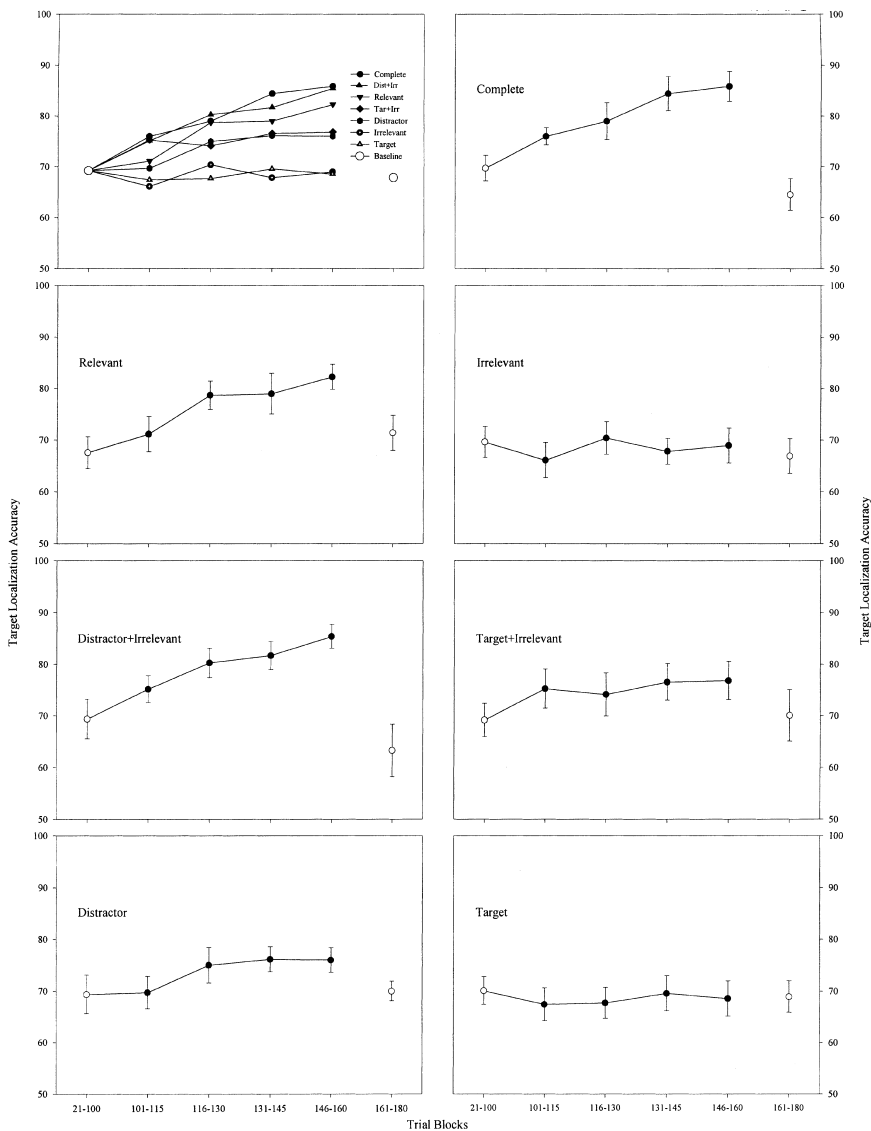 100
90
80
70
60
50
Complete
Dist+Irr
Relevant
Tar+Irr
Distractor
Irrelevant
Target
Baseline
Complete
100
90
80
70
60
50
100
90
80
70
60
50
Relevant
Irrelevant
100
90
80
70
60
50
Target Localization Accuracy
Target Localization Accuracy
100
90
80
70
60
50
Distractor+Irrelevant
Target+Irrelevant
100
90
80
70
60
50
100
90
80
70
60
50
Distractor
Target
100
90
80
70
60
50
21-100 101-115 116-130 131-145 146-160 161-180
21-100 101-115 116-130 131-145 146-160 161-180
Trial Blocks